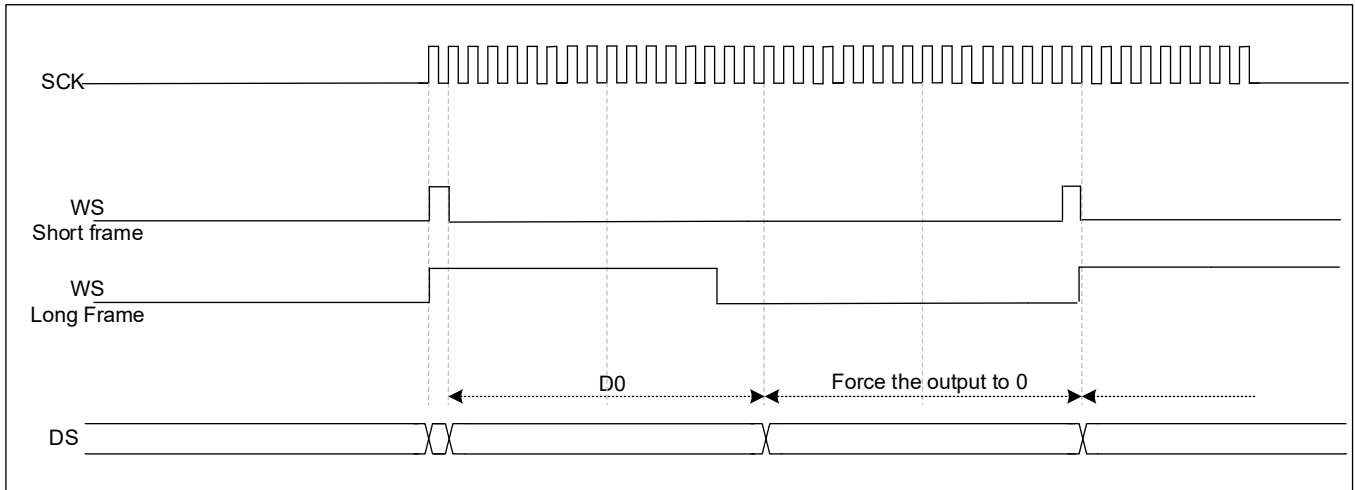 SCK
WS
Short frame
WS
Long Frame
D0
Force the output to 0
DS